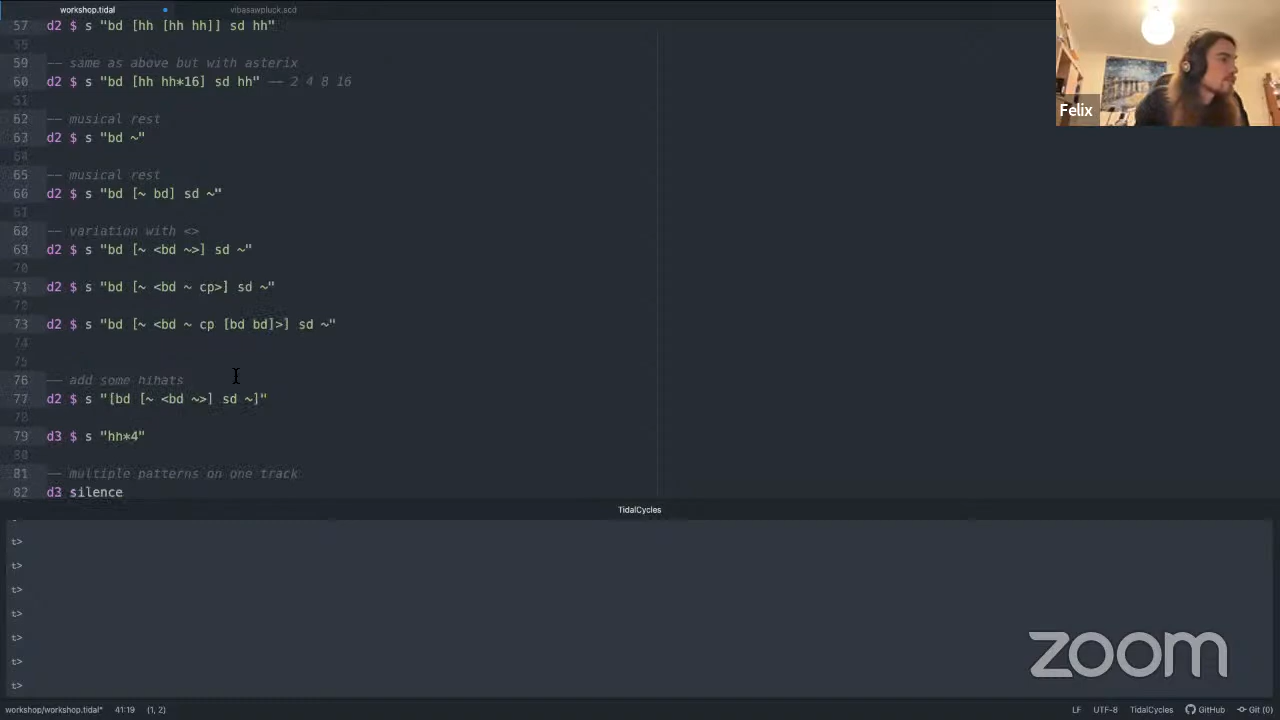 workshop.tidal
vibasawpluck.scd
57 d2 $ s "bd [hh [hh hh]] sd hh"
59 -- same as above but with asterix
60 d2 $ s "bd [hh hh*16] sd hh" -- 2 4 8 16
62 -- musical rest
63 d2 $ s "bd ~"
64
65 -- musical rest
66 d2 $ s "bd [~ bd] sd ~"
68 -- variation with <>
69 d2 $ s "bd [~ <bd ~>] sd ~"
70
71 d2 $ s "bd [~ <bd ~ cp>] sd ~"
72
73 d2 $ s "bd [~ <bd ~ cp [bd bd]>] sd ~"
74
75
76 -- add some hihats
77 d2 $ s "[bd [~ <bd ~>] sd ~]"
78
79 d3 $ s "hh*4"
81 -- multiple patterns on one track
82 d3 silence
TidalCycles
t>
t>
t>
t>
t>
t>
t>
workshop/workshop.tidal* 41:19 (1, 2)
LF UTF-8 TidalCycles GitHub Git (0)
Felix
zoom